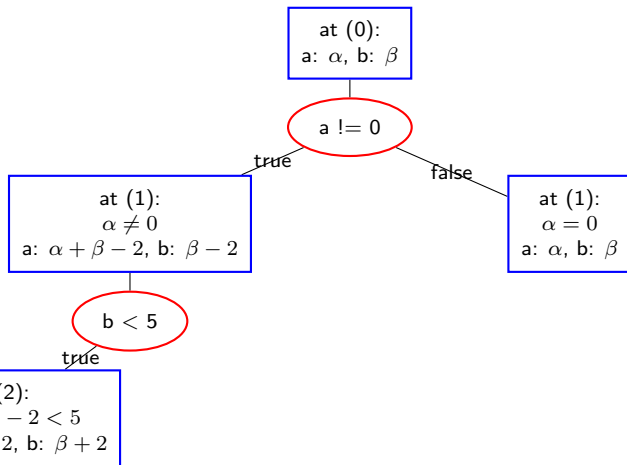 at (0):
a: α, b: β
a != 0
true
false
at (1):
α ≠ 0
a: α + β − 2, b: β − 2
at (1):
α = 0
a: α, b: β
b < 5
true
(2):
− 2 < 5
2, b: β + 2